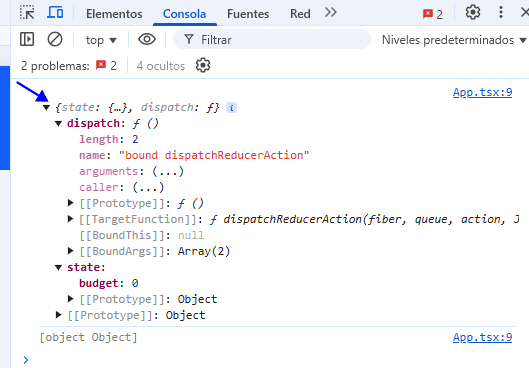 Elementos Consola Fuentes Red 2
top Filtrar Niveles predeterminados
2 problemas: 2 4 ocultos
App.tsx:9
{state: {…}, dispatch: ƒ} i
dispatch: ƒ ()
length: 2
name: "bound dispatchReducerAction"
arguments: (...)
caller: (...)
[[Prototype]]: ƒ ()
[[TargetFunction]]: ƒ dispatchReducerAction(fiber, queue, action, J
[[BoundThis]]: null
[[BoundArgs]]: Array(2)
state:
budget: 0
[[Prototype]]: Object
[[Prototype]]: Object
[object Object] App.tsx:9